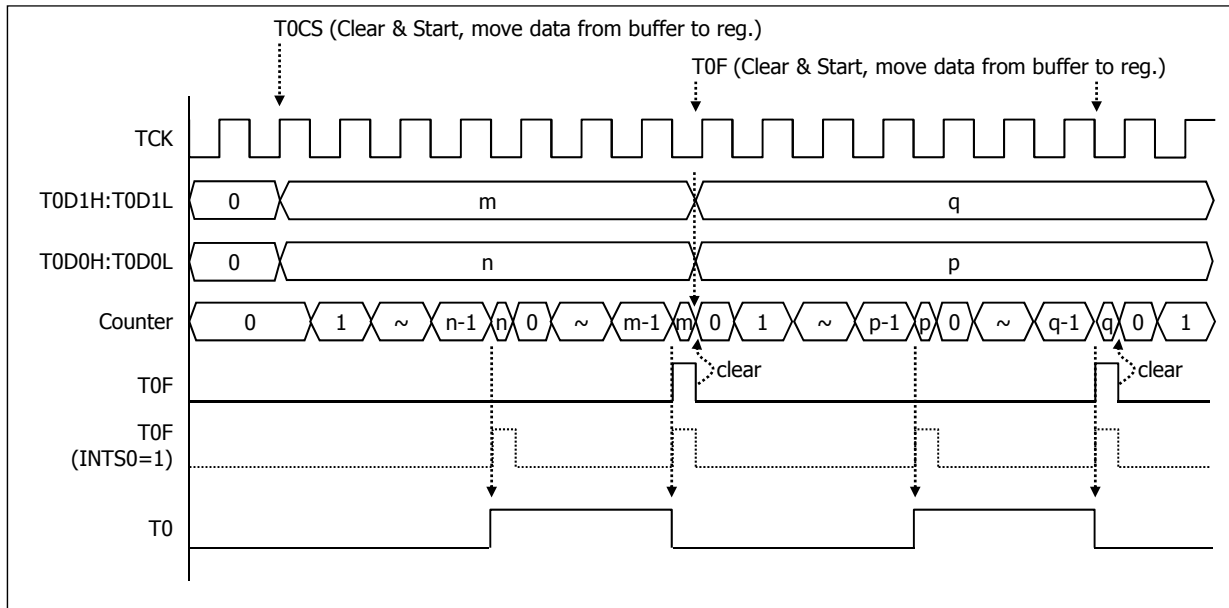 T0CS (Clear & Start, move data from buffer to reg.)
T0F (Clear & Start, move data from buffer to reg.)
TCK
T0D1H:T0D1L 0 m q
T0D0H:T0D0L 0 n p
Counter 0 1 ~ n-1 n 0 ~ m-1 m 0 1 ~ p-1 p 0 ~ q-1 q 0 1
clear clear
T0F
T0F
(INTS0=1)
T0